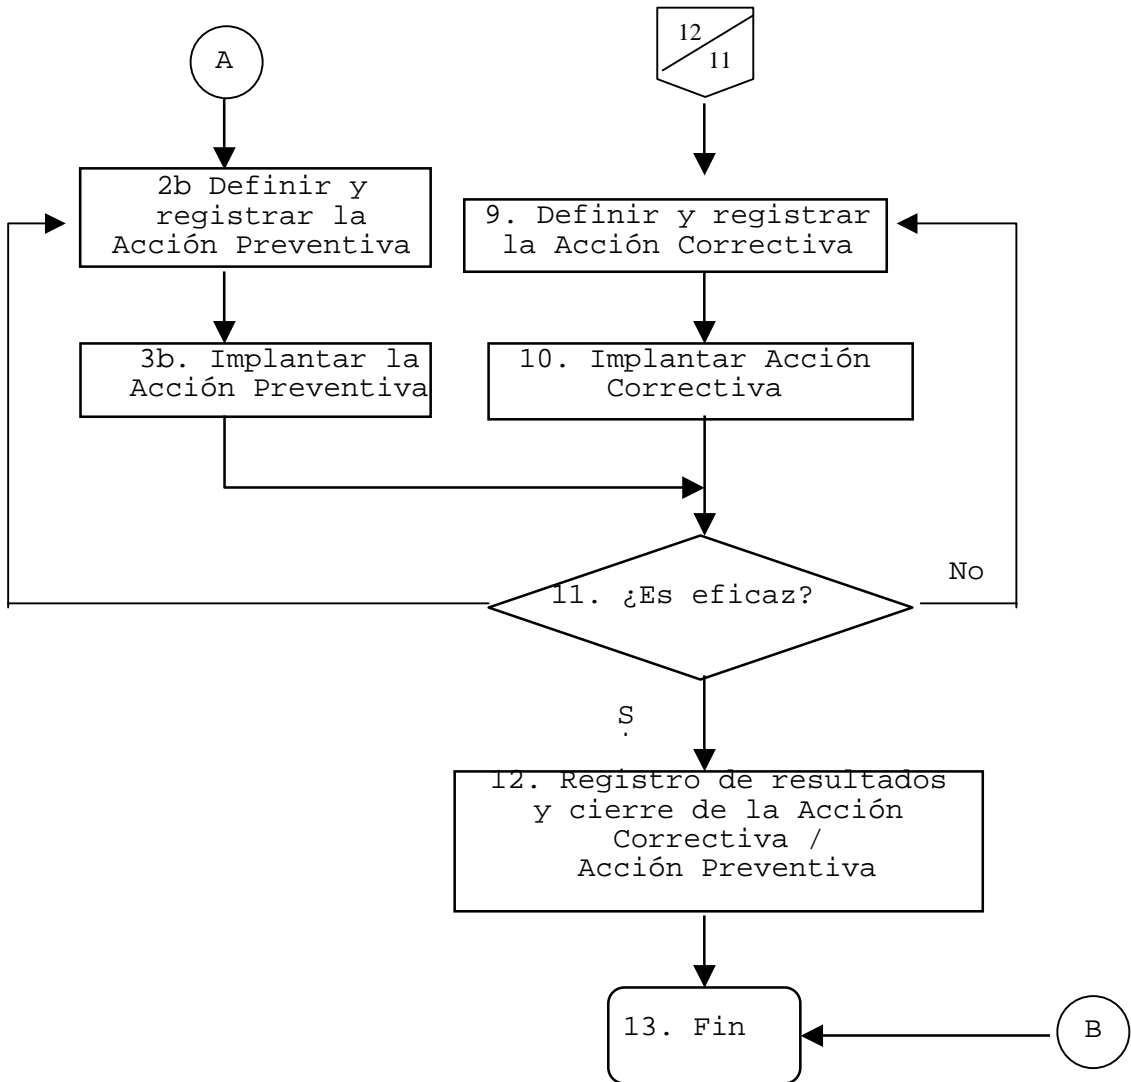 A
12
11
2b Definir y
registrar la
Acción Preventiva
9. Definir y registrar
la Acción Correctiva
3b. Implantar la
Acción Preventiva
10. Implantar Acción
Correctiva
11. ¿Es eficaz?
No
S
12. Registro de resultados
y cierre de la Acción
Correctiva /
Acción Preventiva
13. Fin
B